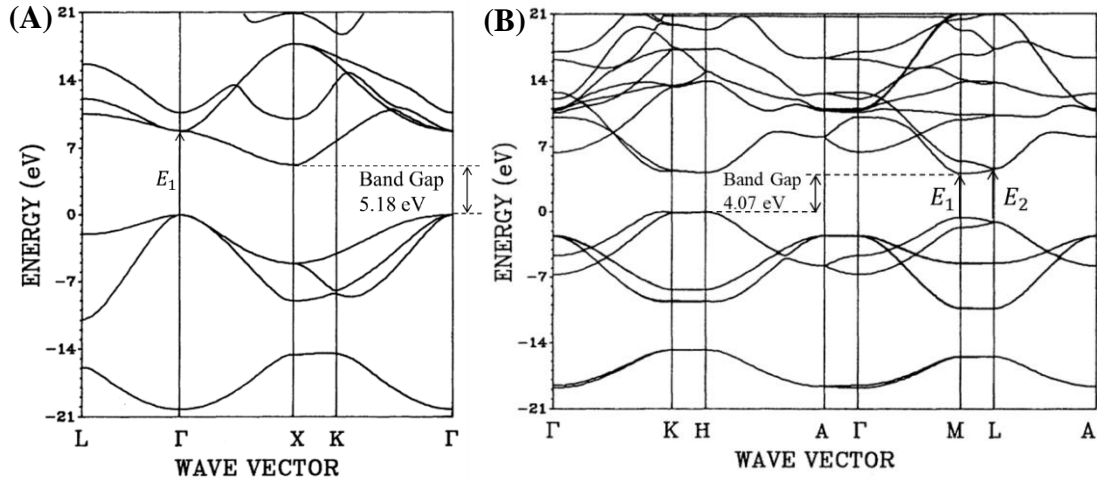 (A)
21
14
7
0
-7
-14
-21
ENERGY (eV)
E₁
Band Gap
5.18 eV
L Γ X K Γ
WAVE VECTOR
(B)
21
14
7
0
-7
-14
-21
ENERGY (eV)
Band Gap
4.07 eV
E₁ E₂
Γ K H A Γ M L A
WAVE VECTOR